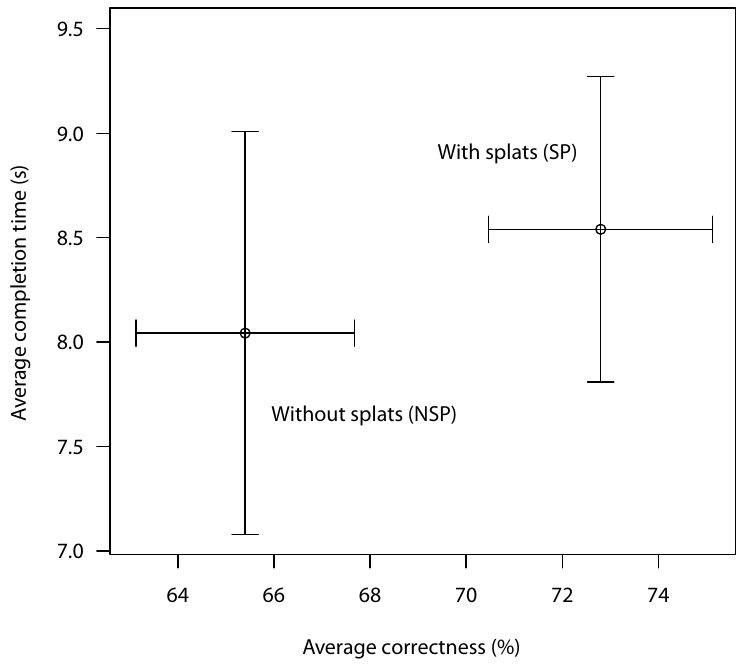 9.5
9.0
8.5
8.0
7.5
7.0
Average completion time (s)
With splats (SP)
Without splats (NSP)
64 66 68 70 72 74
Average correctness (%)